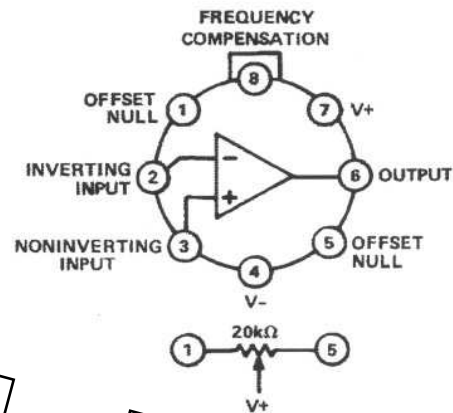 FREQUENCY
COMPENSATION
8
OFFSET
NULL
1
7
V+
INVERTING
INPUT
2
−
+
6
OUTPUT
NONINVERTING
INPUT
3
5
OFFSET
NULL
4
V-
1
20kΩ
5
V+